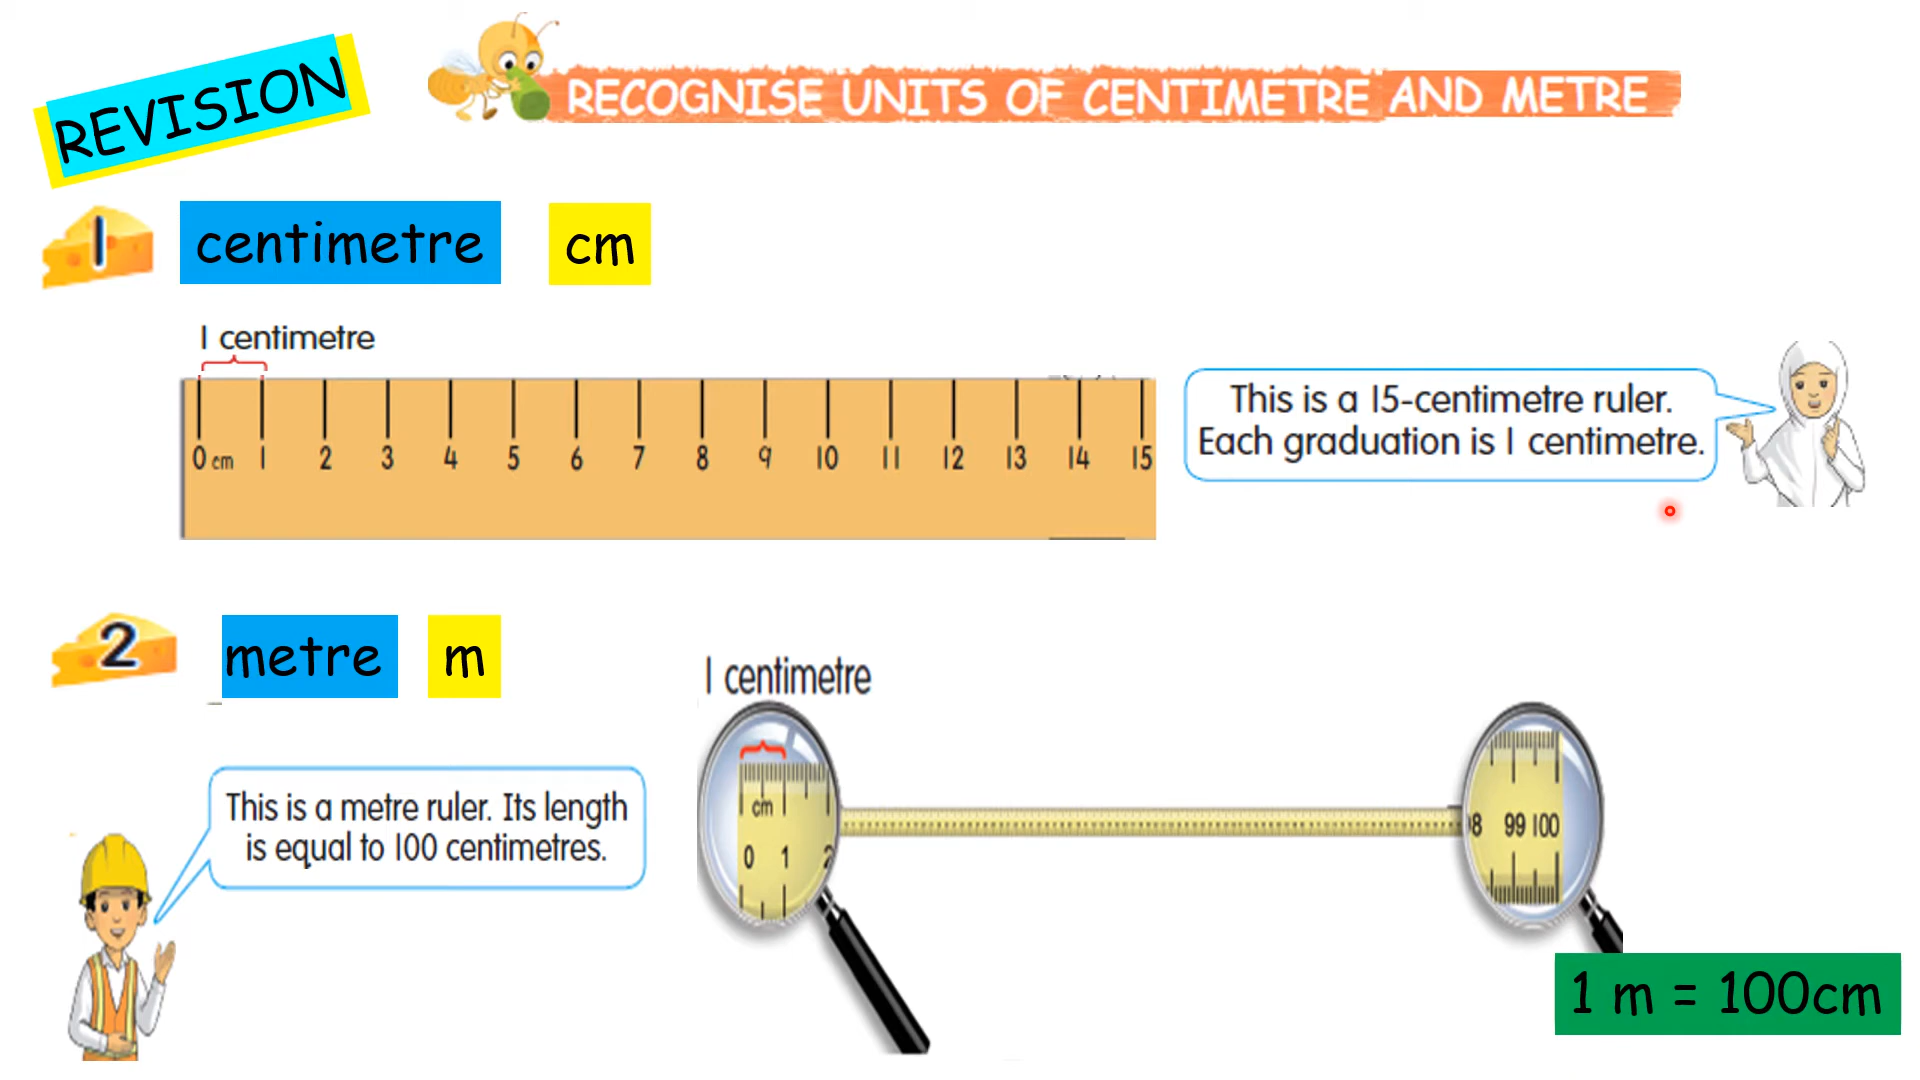 REVISION
RECOGNISE UNITS OF CENTIMETRE AND METRE
1 centimetre cm
1 centimetre
0 cm 1 2 3 4 5 6 7 8 9 10 11 12 13 14 15
This is a 15-centimetre ruler.
Each graduation is 1 centimetre.
2 metre m
1 centimetre
This is a metre ruler. Its length
is equal to 100 centimetres.
cm
0 1 2
98 99 100
1 m = 100cm